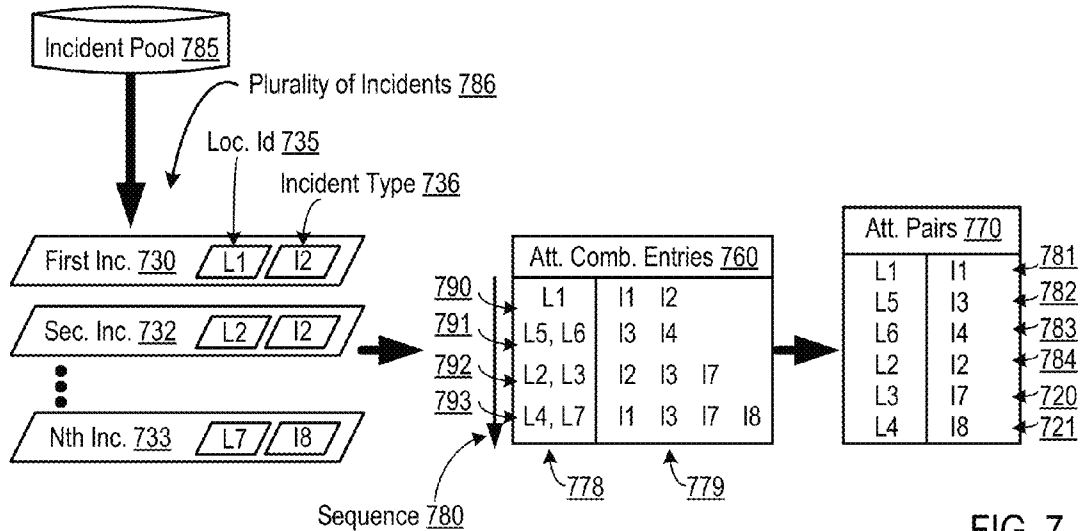 Incident Pool 785
Plurality of Incidents 786
Loc. Id 735
Incident Type 736
First Inc. 730 L1 I2
Sec. Inc. 732 L2 I2
Nth Inc. 733 L7 I8
Sequence 780
Att. Comb. Entries 760
790 L1 I1 I2
791 L5, L6 I3 I4
792 L2, L3 I2 I3 I7
793 L4, L7 I1 I3 I7 I8
778
779
Att. Pairs 770
L1 I1 781
L5 I3 782
L6 I4 783
L2 I2 784
L3 I7 720
L4 I8 721
FIG. 7